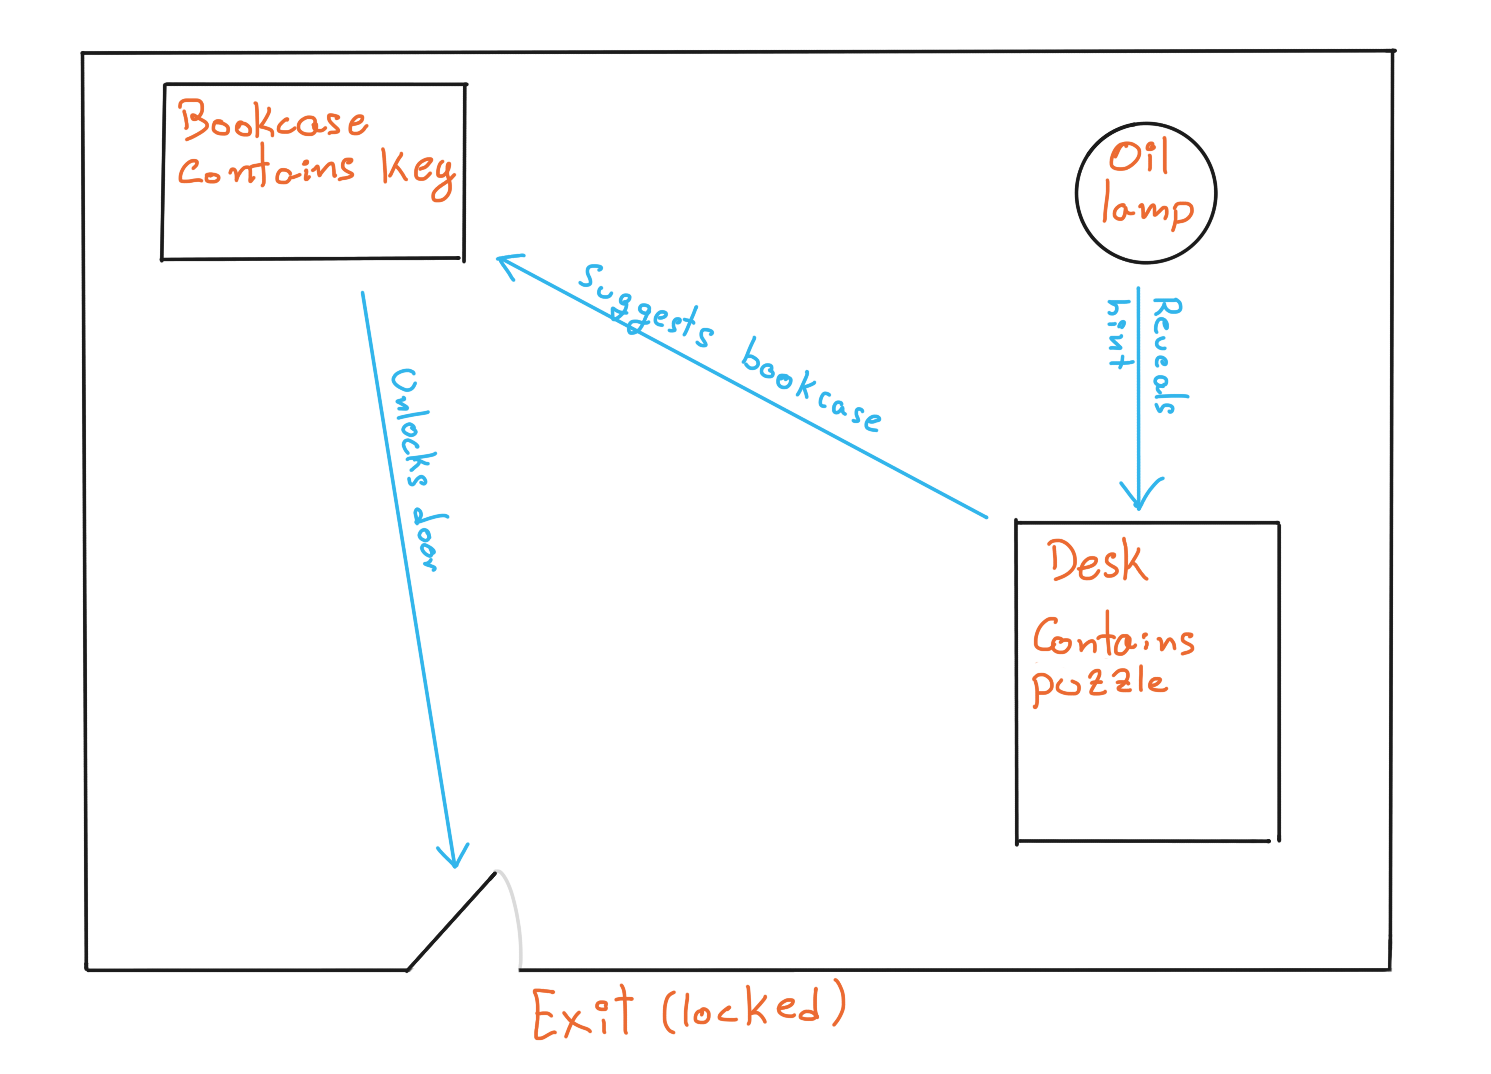 Bookcase
contains key
Oil
lamp
Suggests bookcase
Reveals
hint
Unlocks door
Desk
Contains
puzzle
Exit (locked)